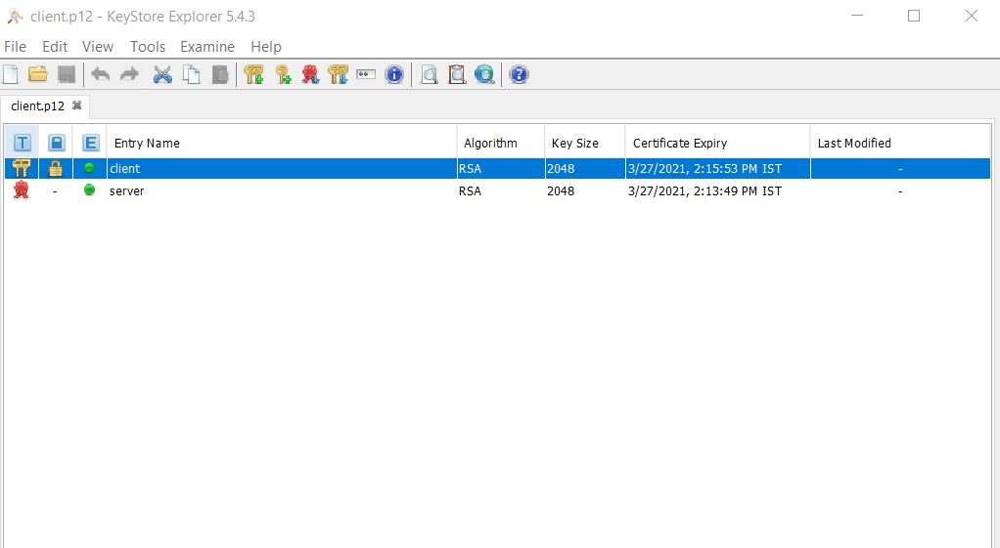 client.p12 - KeyStore Explorer 5.4.3
File Edit View Tools Examine Help
client.p12
T E Entry Name Algorithm Key Size Certificate Expiry Last Modified
client RSA 2048 3/27/2021, 2:15:53 PM IST -
- server RSA 2048 3/27/2021, 2:13:49 PM IST -